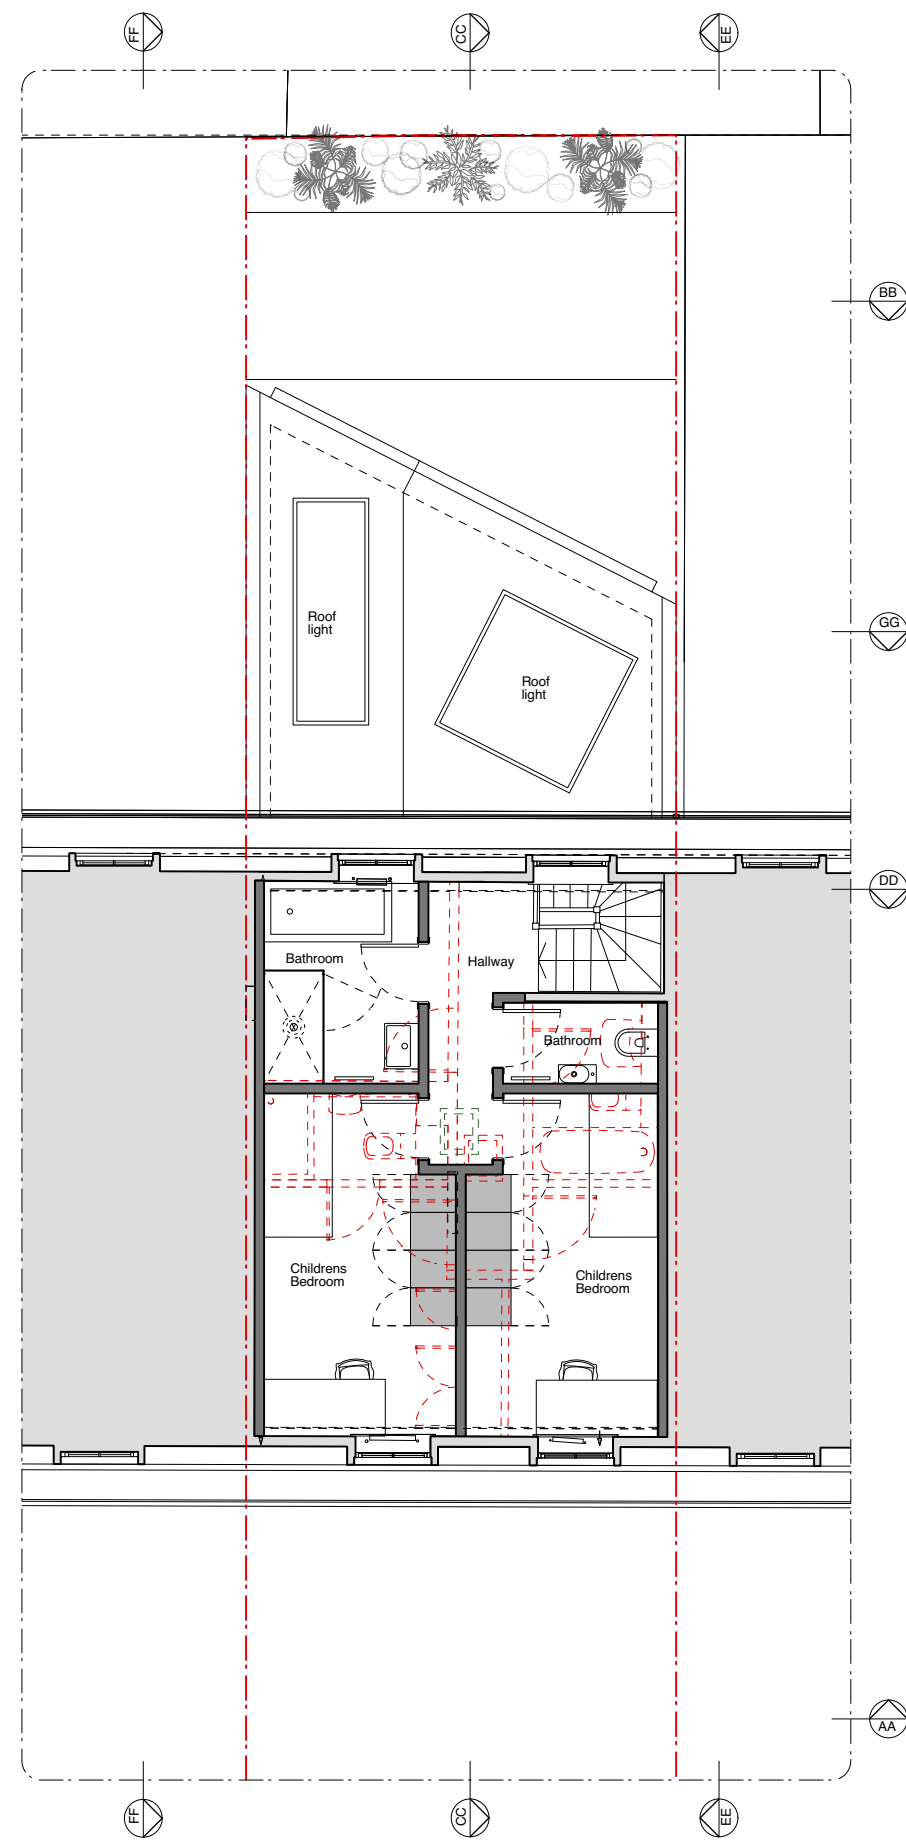 FF
CC
EE
BB
Roof
light
GG
Roof
light
DD
Bathroom
Hallway
Bathroom
Childrens
Bedroom
Childrens
Bedroom
AA
FF
CC
EE